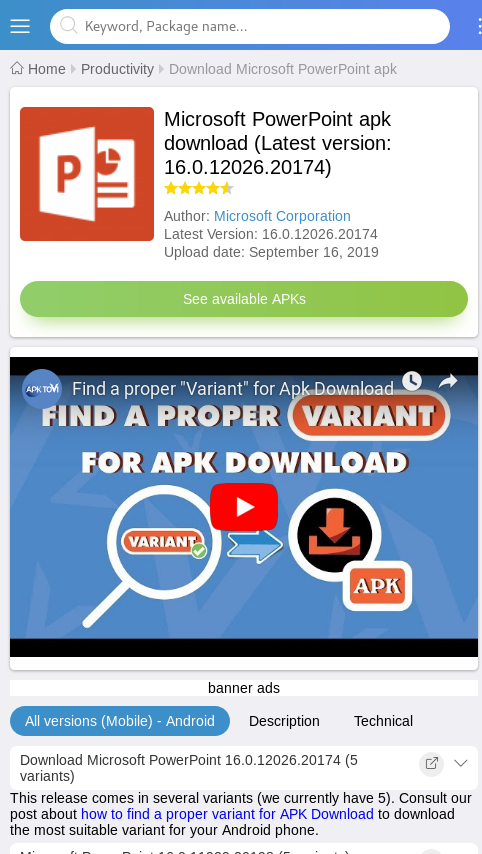 Keyword, Package name...
Home Productivity Download Microsoft PowerPoint apk
P
Microsoft PowerPoint apk
download (Latest version:
16.0.12026.20174)
Author: Microsoft Corporation
Latest Version: 16.0.12026.20174
Upload date: September 16, 2019
See available APKs
Find a proper "Variant" for Apk Download
FIND A PROPER VARIANT
FOR APK DOWNLOAD
VARIANT
APK
banner ads
All versions (Mobile) - Android Description Technical
Download Microsoft PowerPoint 16.0.12026.20174 (5
variants)
This release comes in several variants (we currently have 5). Consult our
post about how to find a proper variant for APK Download to download
the most suitable variant for your Android phone.